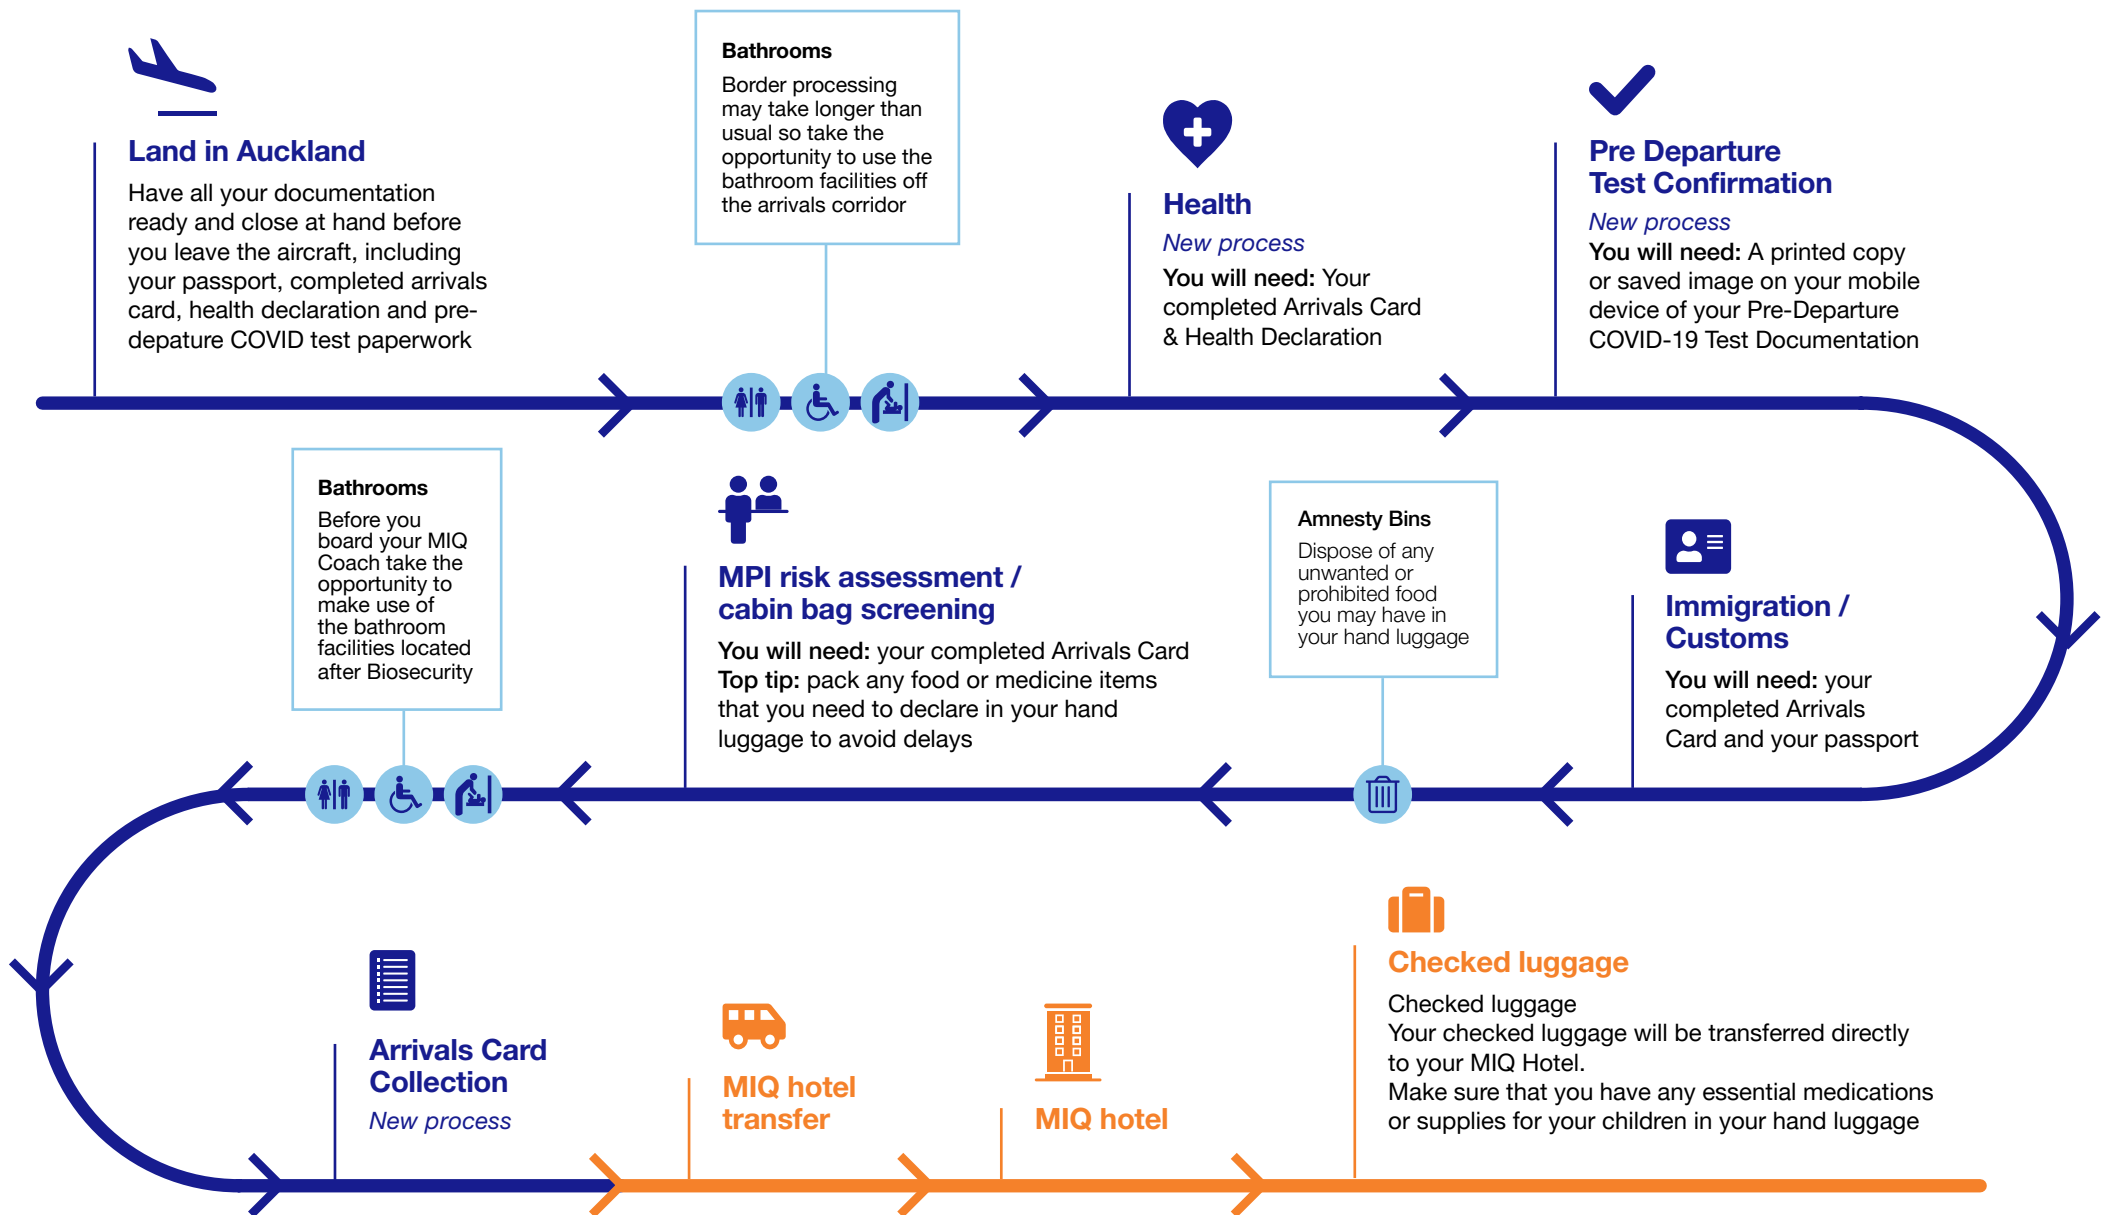 Land in Auckland
Have all your documentation
ready and close at hand before
you leave the aircraft, including
your passport, completed arrivals
card, health declaration and pre-
depature COVID test paperwork
Bathrooms
Border processing
may take longer than
usual so take the
opportunity to use the
bathroom facilities off
the arrivals corridor
Health
New process
You will need: Your
completed Arrivals Card
& Health Declaration
Pre Departure
Test Confirmation
New process
You will need: A printed copy
or saved image on your mobile
device of your Pre-Departure
COVID-19 Test Documentation
Immigration /
Customs
You will need: your
completed Arrivals
Card and your passport
Amnesty Bins
Dispose of any
unwanted or
prohibited food
you may have in
your hand luggage
MPI risk assessment /
cabin bag screening
You will need: your completed Arrivals Card
Top tip: pack any food or medicine items
that you need to declare in your hand
luggage to avoid delays
Bathrooms
Before you
board your MIQ
Coach take the
opportunity to
make use of
the bathroom
facilities located
after Biosecurity
Arrivals Card
Collection
New process
MIQ hotel
transfer
MIQ hotel
Checked luggage
Checked luggage
Your checked luggage will be transferred directly
to your MIQ Hotel.
Make sure that you have any essential medications
or supplies for your children in your hand luggage